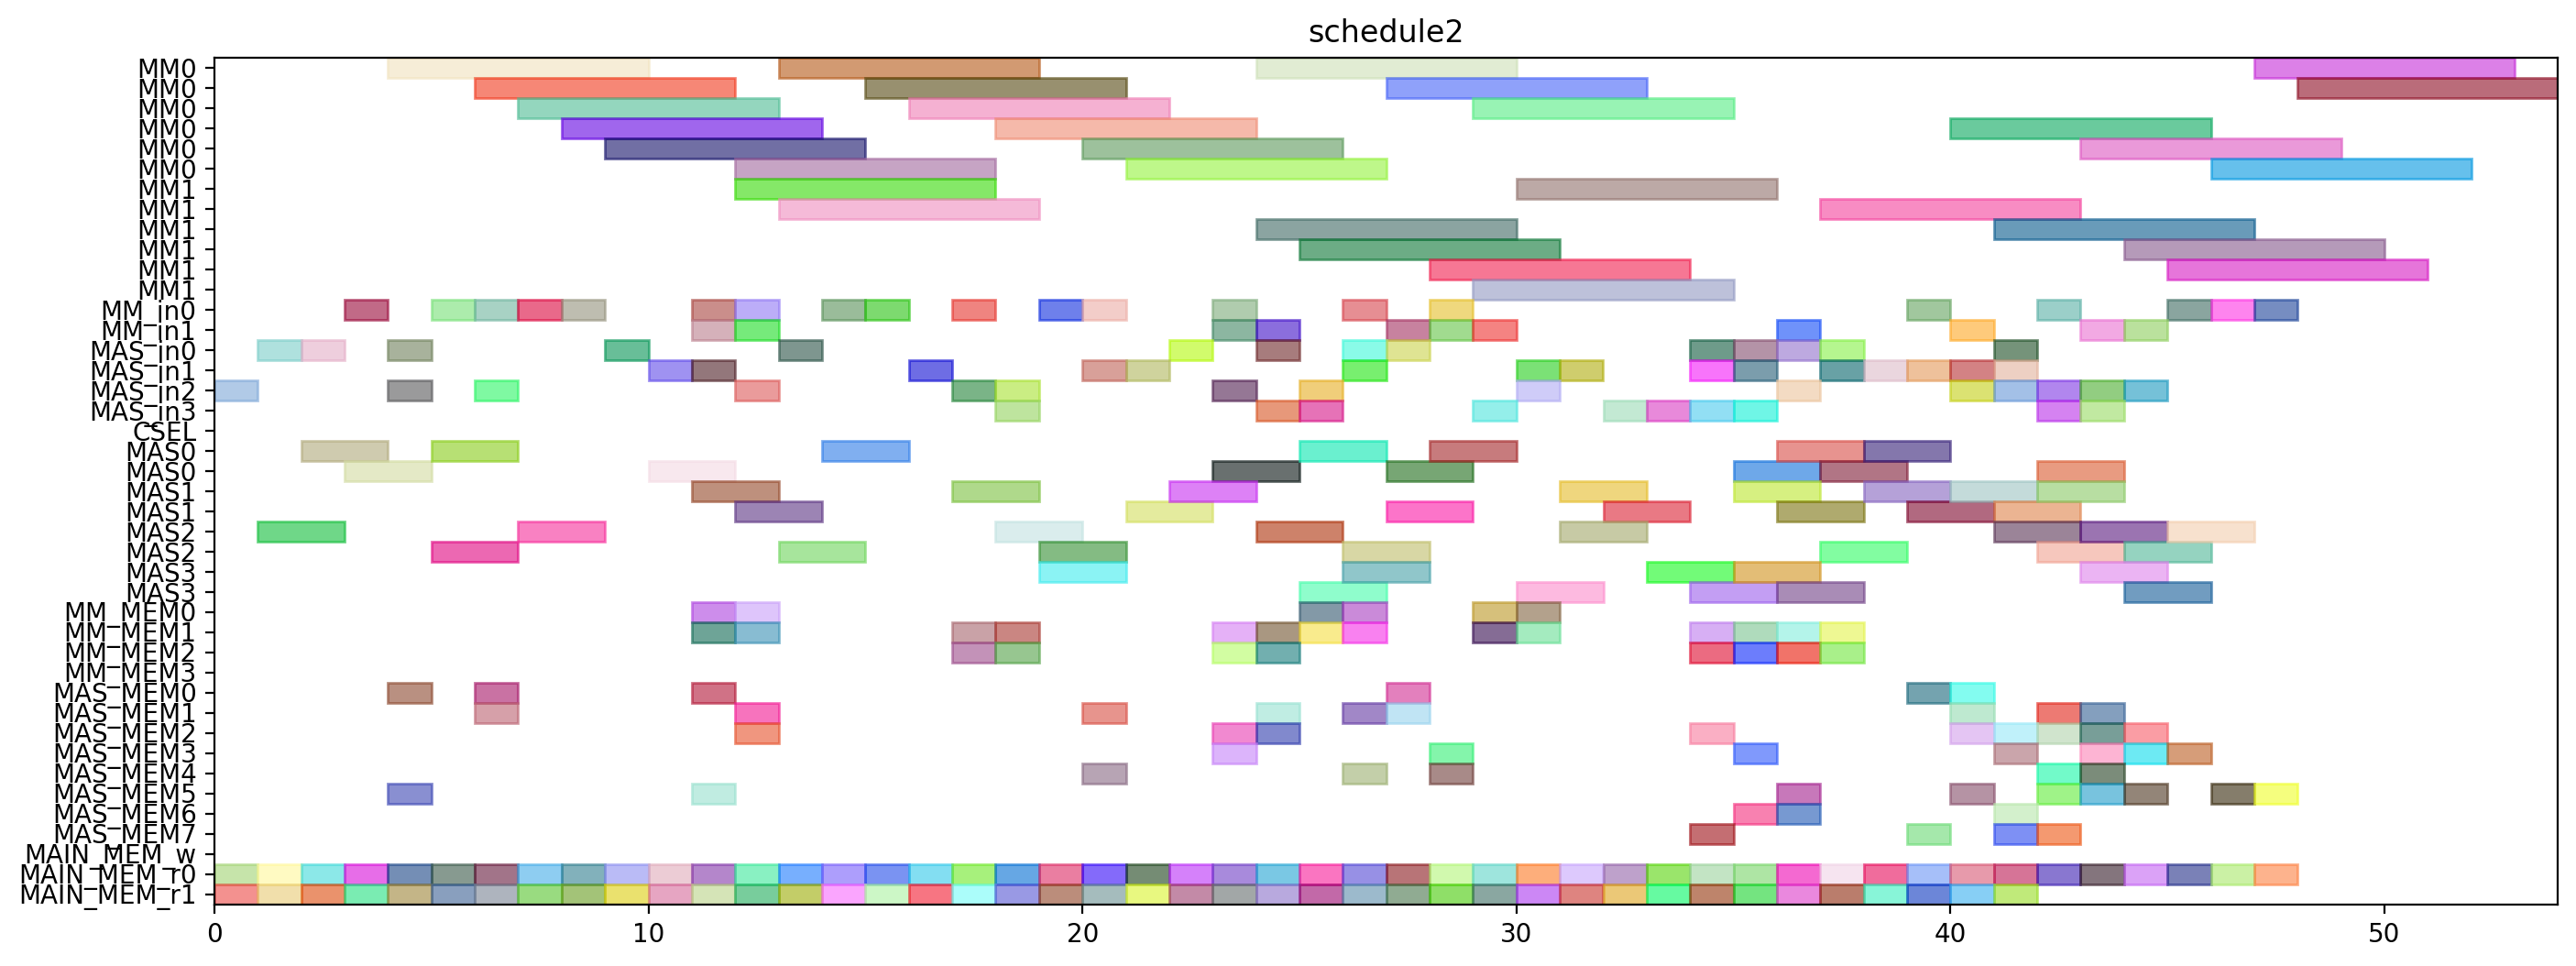 schedule2
MM0
MM0
MM0
MM0
MM0
MM0
MM1
MM1
MM1
MM1
MM1
MM1
MM_in0
MM_in1
MAS_in0
MAS_in1
MAS_in2
MAS_in3
CSEL
MAS0
MAS0
MAS1
MAS1
MAS2
MAS2
MAS3
MAS3
MM_MEM0
MM_MEM1
MM_MEM2
MM_MEM3
MAS_MEM0
MAS_MEM1
MAS_MEM2
MAS_MEM3
MAS_MEM4
MAS_MEM5
MAS_MEM6
MAS_MEM7
MAIN_MEM_w
MAIN_MEM_r0
MAIN_MEM_r1
0 10 20 30 40 50